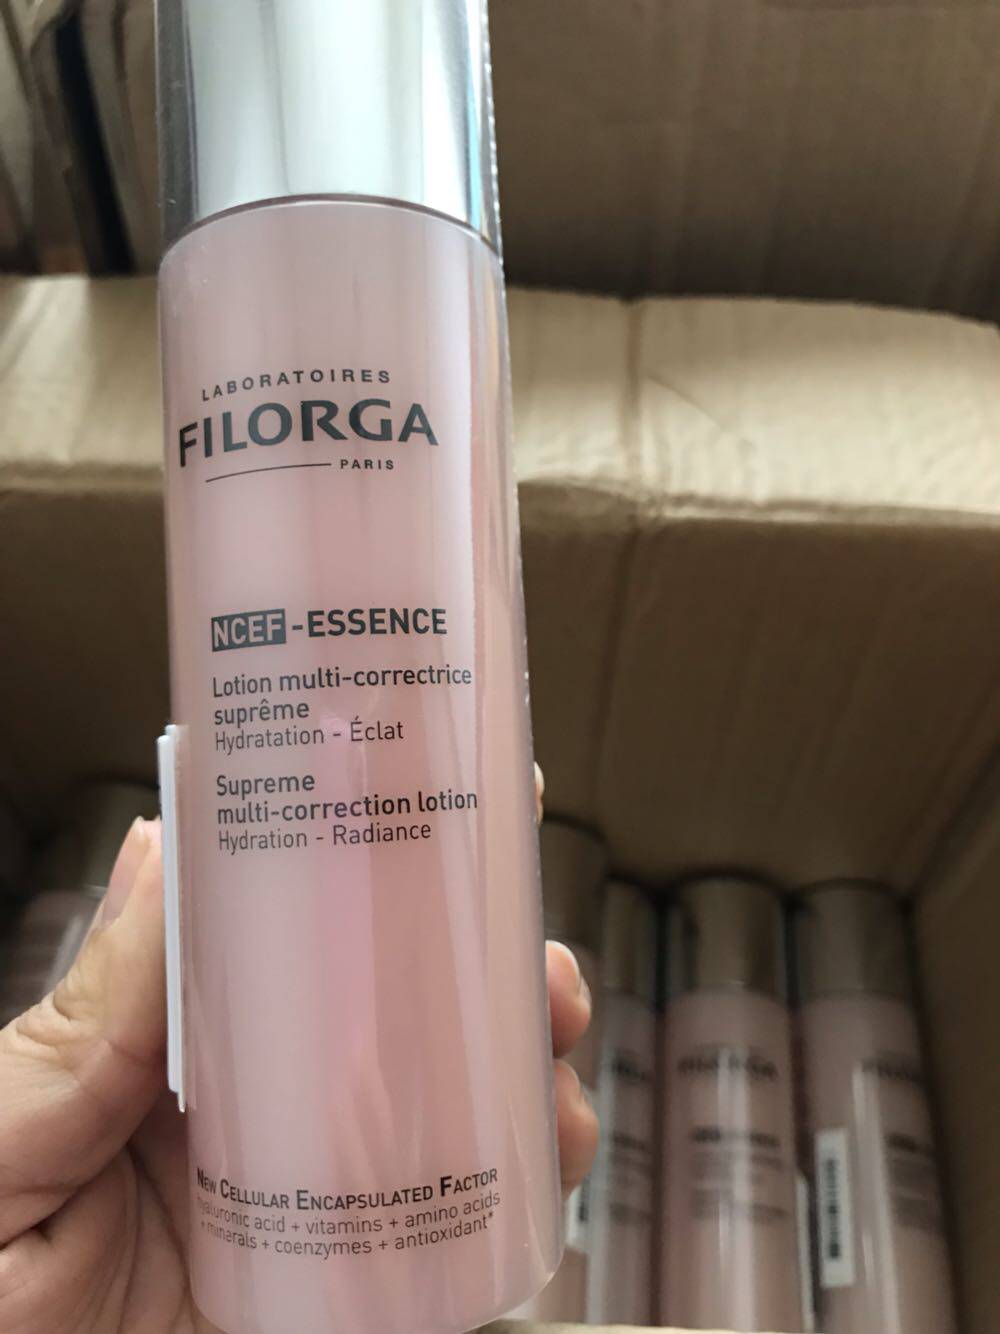 LABORATOIRES
FILORGA
PARIS
NCEF-ESSENCE
Lotion multi-correctrice
suprême
Hydratation - Éclat
Supreme
multi-correction lotion
Hydration - Radiance
NEW CELLULAR ENCAPSULATED FACTOR
hyaluronic acid + vitamins + amino acids
+ minerals + coenzymes + antioxidant*
FILORGA